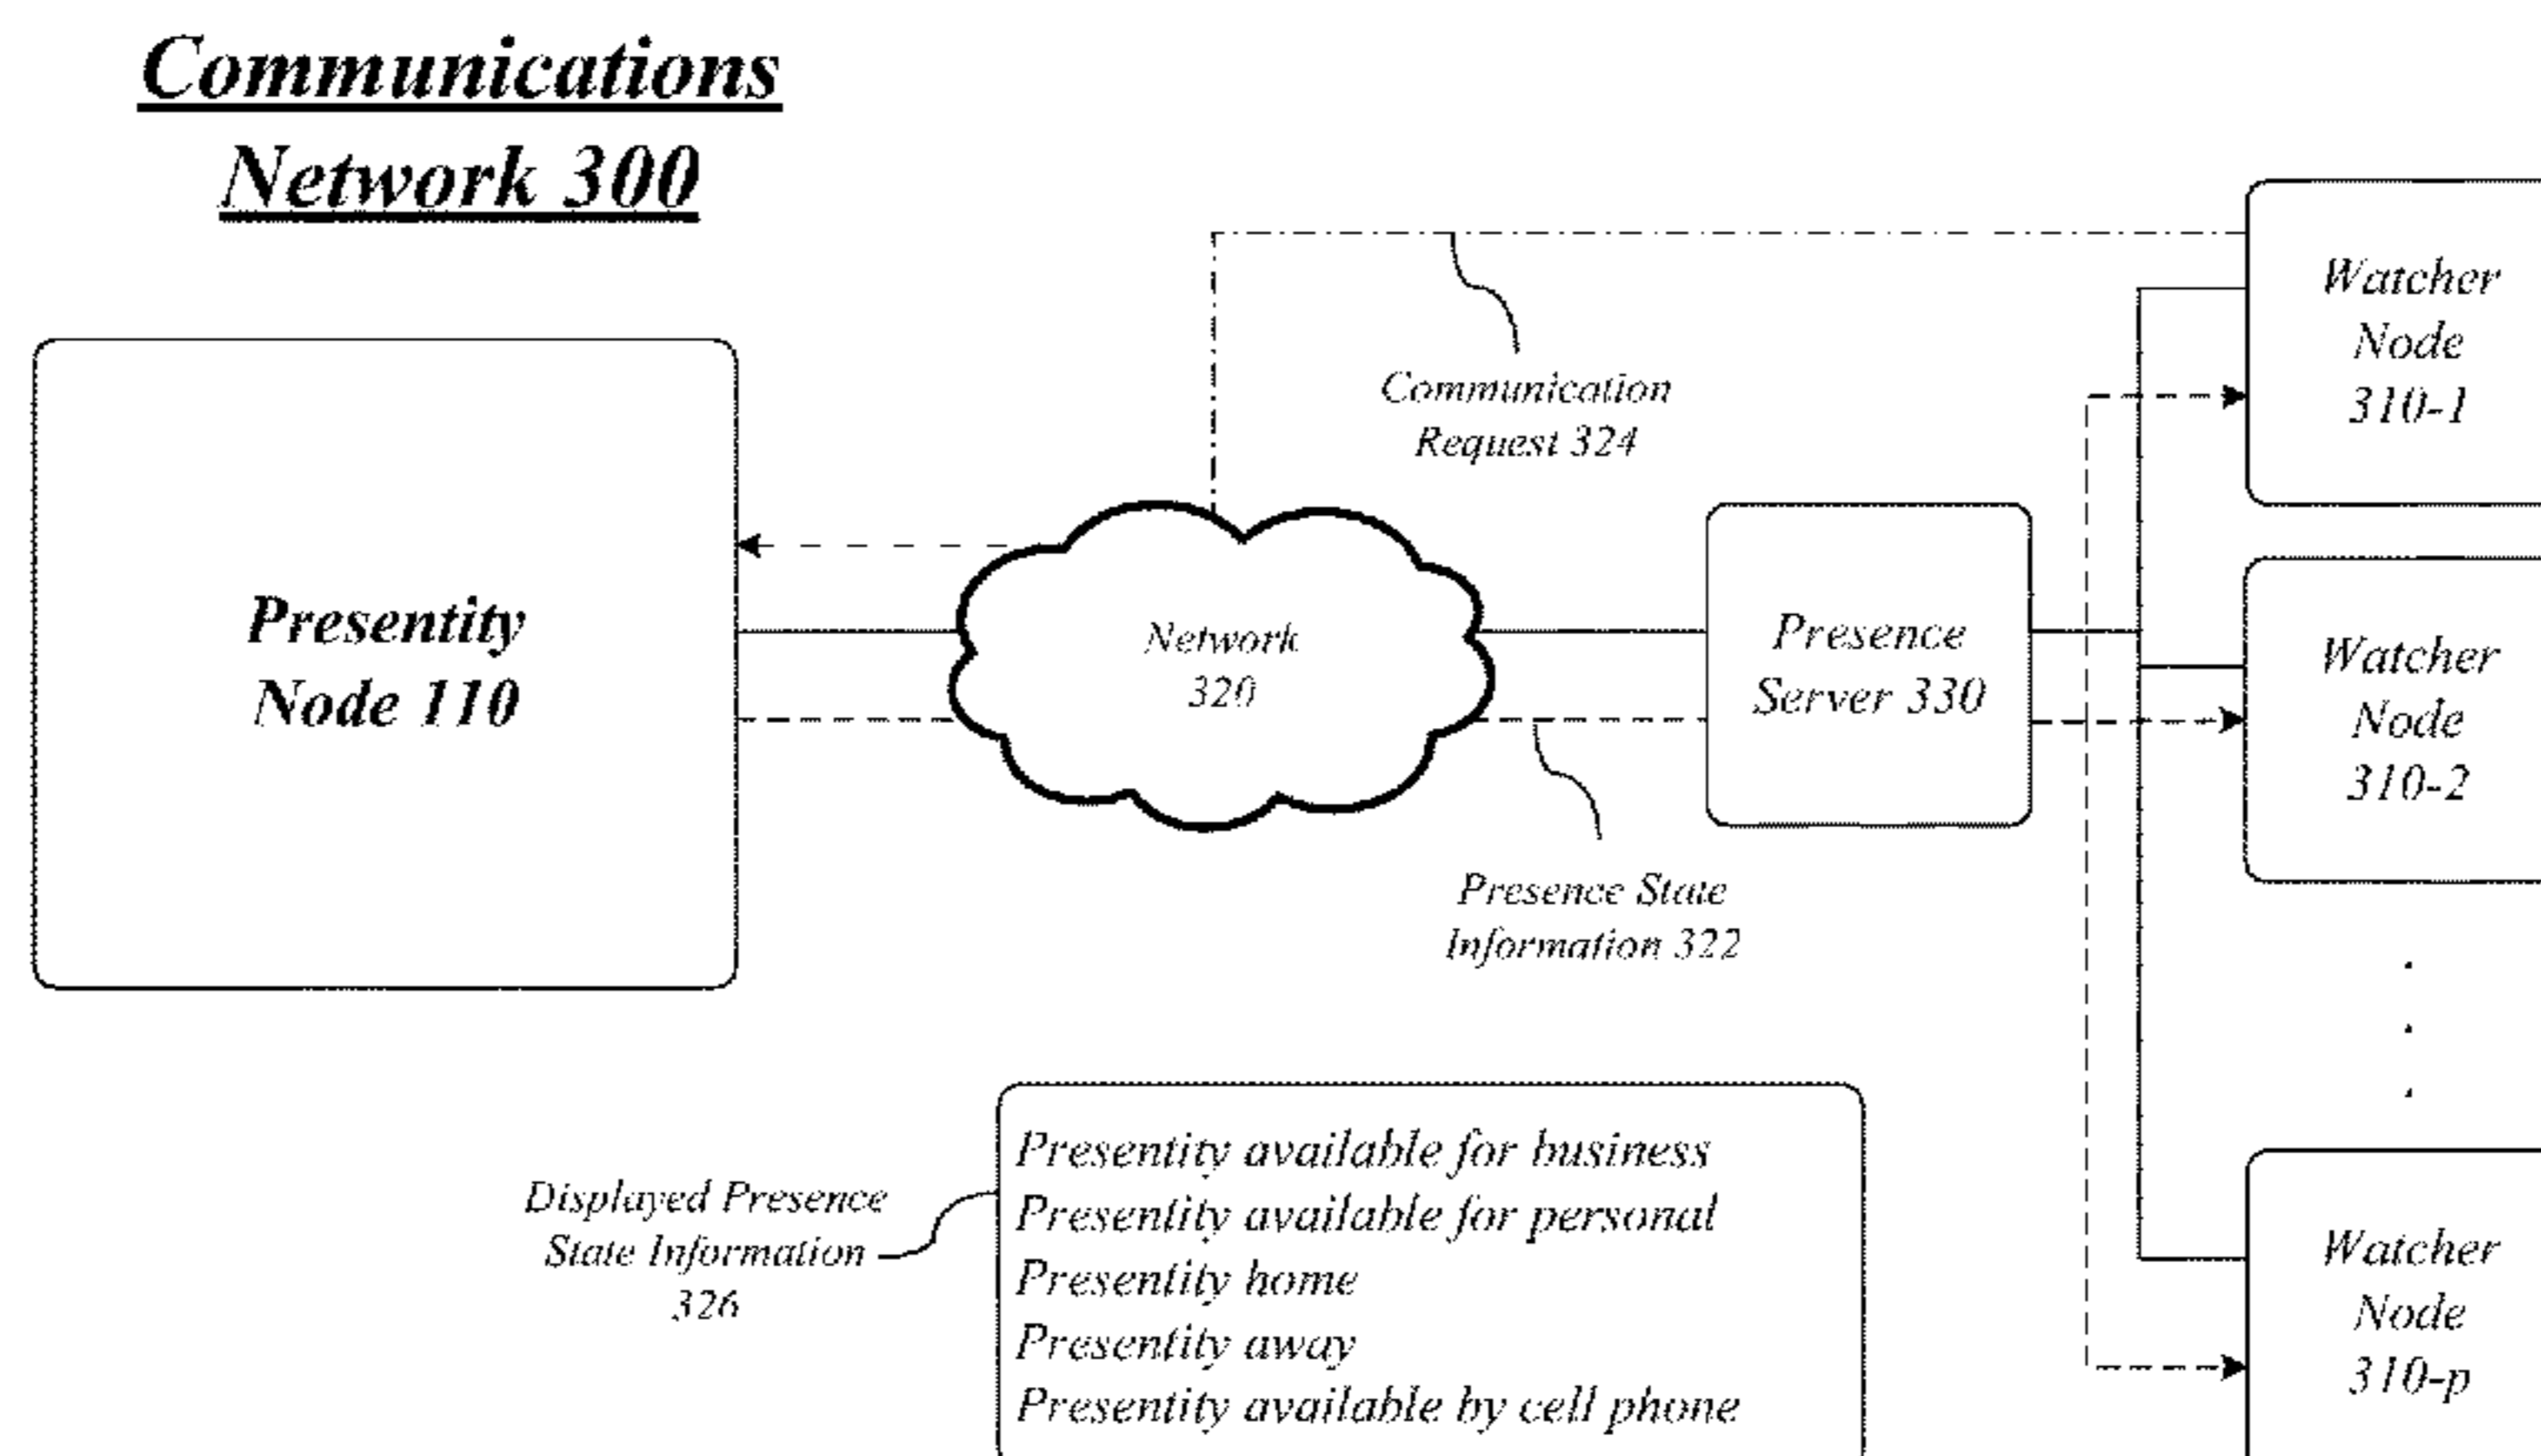 Communications
Network 300
Watcher
Node
310-1
Communication
Request 324
Presentity
Node 110
Network
320
Presence
Server 330
Watcher
Node
310-2
Presence State
Information 322
.
.
.
Displayed Presence
State Information
326
Presentity available for business
Presentity available for personal
Presentity home
Presentity away
Presentity available by cell phone
Watcher
Node
310-p